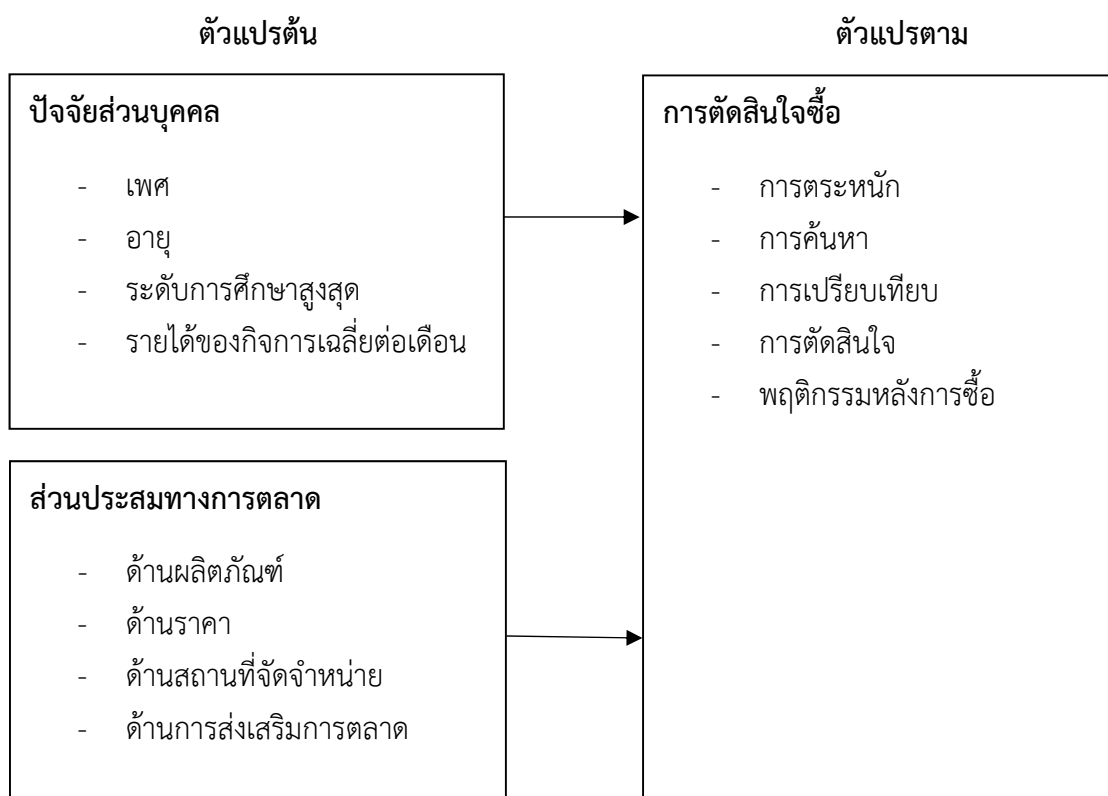 ตัวแปรต้น
ตัวแปรตาม
ปัจจัยส่วนบุคคล
- เพศ
- อายุ
- ระดับการศึกษาสูงสุด
- รายได้ของกิจการเฉลี่ยต่อเดือน
ส่วนประสมทางการตลาด
- ด้านผลิตภัณฑ์
- ด้านราคา
- ด้านสถานที่จัดจำหน่าย
- ด้านการส่งเสริมการตลาด
การตัดสินใจซื้อ
- การตระหนัก
- การค้นหา
- การเปรียบเทียบ
- การตัดสินใจ
- พฤติกรรมหลังการซื้อ